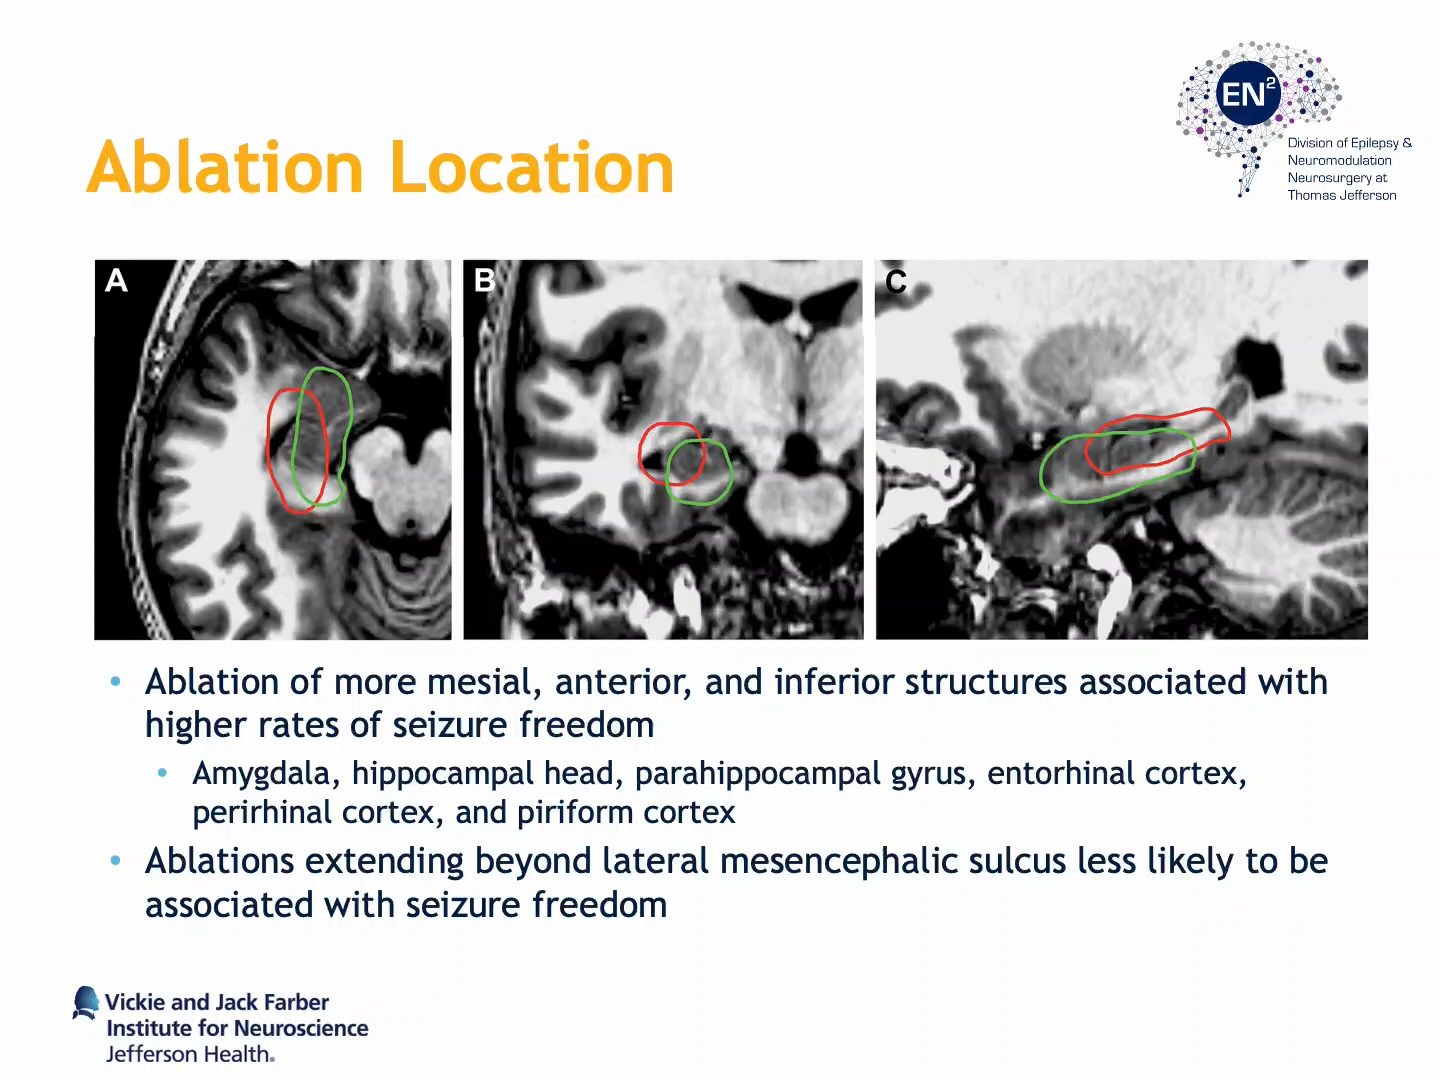 EN²
Division of Epilepsy &
Neuromodulation
Neurosurgery at
Thomas Jefferson
Ablation Location
A
B
C
• Ablation of more mesial, anterior, and inferior structures associated with
higher rates of seizure freedom
• Amygdala, hippocampal head, parahippocampal gyrus, entorhinal cortex,
perirhinal cortex, and piriform cortex
• Ablations extending beyond lateral mesencephalic sulcus less likely to be
associated with seizure freedom
Vickie and Jack Farber
Institute for Neuroscience
Jefferson Health®